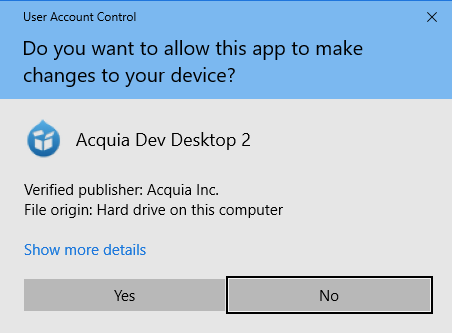 User Account Control
Do you want to allow this app to make
changes to your device?
Acquia Dev Desktop 2
Verified publisher: Acquia Inc.
File origin: Hard drive on this computer
Show more details
Yes
No